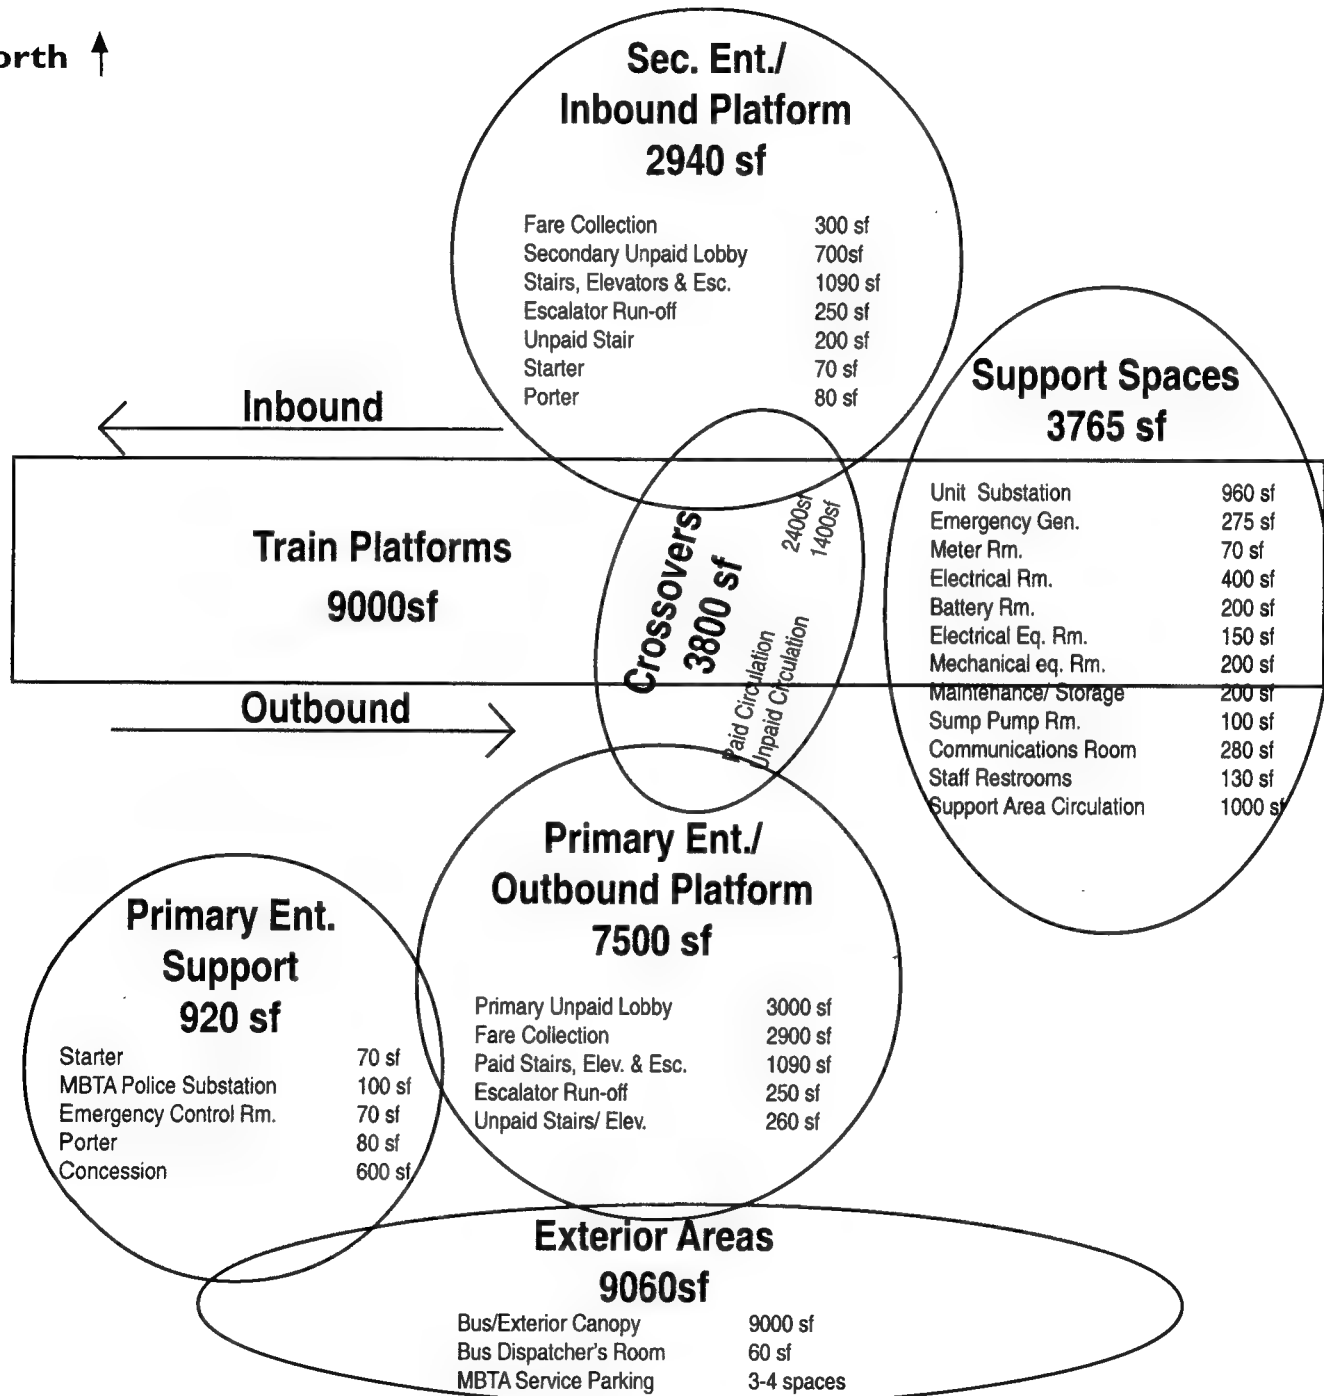 orth
Sec. Ent./
Inbound Platform
2940 sf
Fare Collection 300 sf
Secondary Unpaid Lobby 700sf
Stairs, Elevators & Esc. 1090 sf
Escalator Run-off 250 sf
Unpaid Stair 200 sf
Starter 70 sf
Porter 80 sf
Inbound
Support Spaces
3765 sf
Unit Substation 960 sf
Emergency Gen. 275 sf
Meter Rm. 70 sf
Electrical Rm. 400 sf
Battery Rm. 200 sf
Electrical Eq. Rm. 150 sf
Mechanical eq. Rm. 200 sf
Maintenance/ Storage 200 sf
Sump Pump Rm. 100 sf
Communications Room 280 sf
Staff Restrooms 130 sf
Support Area Circulation 1000 sf
Train Platforms
9000sf
Crossovers
3800 sf
Paid Circulation 2400sf
Unpaid Circulation 1400sf
Outbound
Primary Ent./
Outbound Platform
7500 sf
Primary Unpaid Lobby 3000 sf
Fare Collection 2900 sf
Paid Stairs, Elev. & Esc. 1090 sf
Escalator Run-off 250 sf
Unpaid Stairs/ Elev. 260 sf
Primary Ent.
Support
920 sf
Starter 70 sf
MBTA Police Substation 100 sf
Emergency Control Rm. 70 sf
Porter 80 sf
Concession 600 sf
Exterior Areas
9060sf
Bus/Exterior Canopy 9000 sf
Bus Dispatcher's Room 60 sf
MBTA Service Parking 3-4 spaces